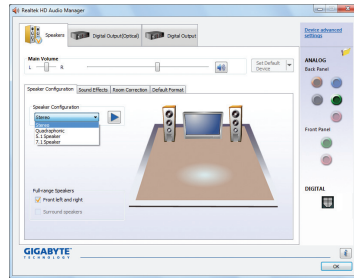 Realtek HD Audio Manager
Speakers
Digital Output(Optical)
Digital Output
Device advanced settings
Main Volume
L
R
Set Default Device
ANALOG
Back Panel
Speaker Configuration
Sound Effects
Room Correction
Default Format
Speaker Configuration
Stereo
Stereo
Quadraphonic
5.1 Speaker
7.1 Speaker
Front Panel
Full-range Speakers
Front left and right
Surround speakers
DIGITAL
GIGABYTE
TECHNOLOGY
OK